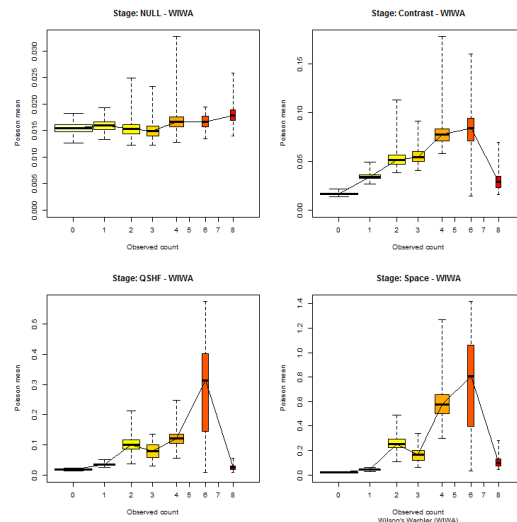 Stage: NULL - WIWA
Poisson mean
0.000 0.005 0.010 0.015 0.020 0.025 0.030
0 1 2 3 4 5 6 7 8
Observed count
Stage: Contrast - WIWA
Poisson mean
0.00 0.05 0.10 0.15
0 1 2 3 4 5 6 7 8
Observed count
Stage: QSHF - WIWA
Poisson mean
0.0 0.1 0.2 0.3 0.4 0.5
0 1 2 3 4 5 6 7 8
Observed count
Stage: Space - WIWA
Poisson mean
0.0 0.2 0.4 0.6 0.8 1.0 1.2 1.4
0 1 2 3 4 5 6 7 8
Observed count
Wilson's Warbler (WIWA)